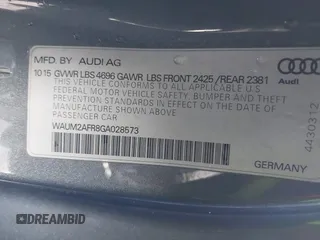 MFD. BY AUDI AG
10 15 GVWR LBS 4696 GAWR LBS FRONT 2425 / REAR 2381
THIS VEHICLE CONFORMS TO ALL APPLICABLE U.S.
FEDERAL MOTOR VEHICLE SAFETY, BUMPER AND THEFT
PREVENTION STANDARDS IN EFFECT ON THE DATE OF
MANUFACTURE SHOWN ABOVE.
PASSENGER CAR
WAUM2AFR8GA028573
GERMANY
Audi
4430312
DREAMBID